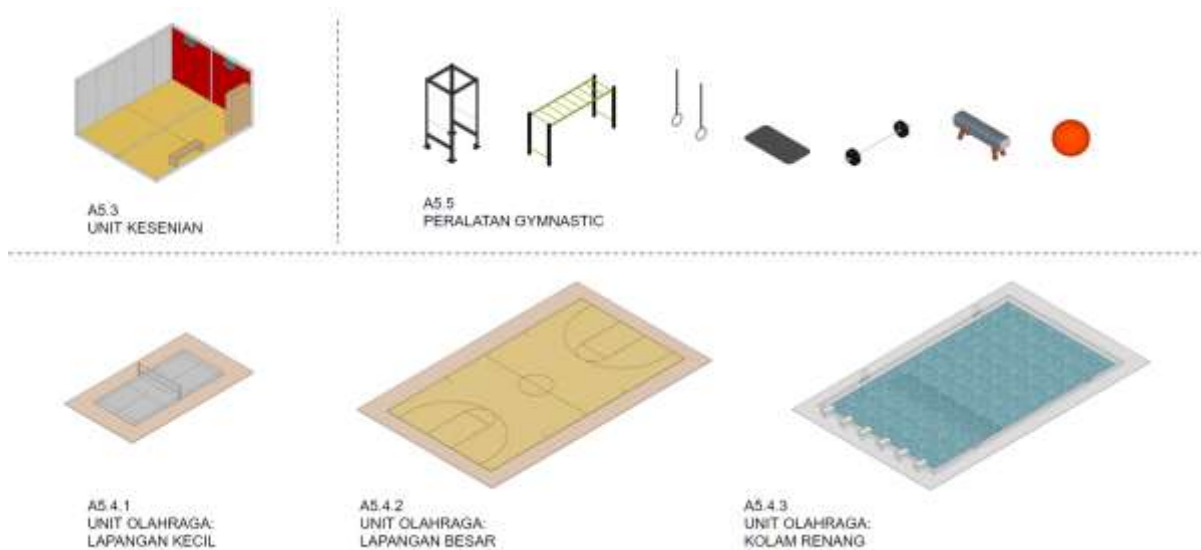 A5.3
UNIT KESENIAN
A5.5
PERALATAN GYMNASTIC
A5.4.1
UNIT OLAHRAGA:
LAPANGAN KECIL
A5.4.2
UNIT OLAHRAGA:
LAPANGAN BESAR
A5.4.3
UNIT OLAHRAGA:
KOLAM RENANG